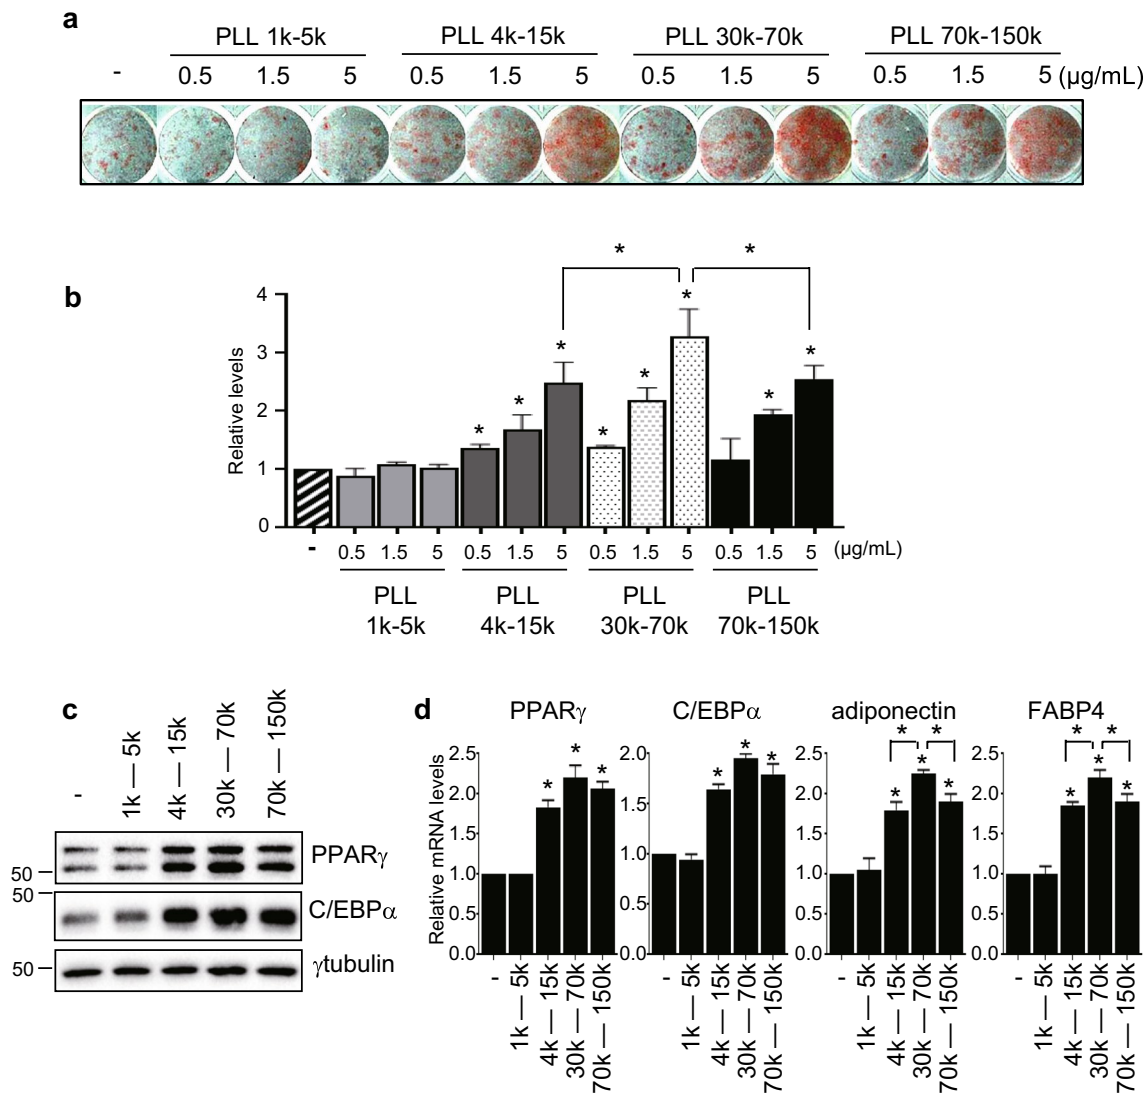 a
PLL 1k-5k PLL 4k-15k PLL 30k-70k PLL 70k-150k
- 0.5 1.5 5 0.5 1.5 5 0.5 1.5 5 0.5 1.5 5 (µg/mL)
b
* *
4
3
2
1
0
Relative levels
* * * * * * * *
- 0.5 1.5 5 0.5 1.5 5 0.5 1.5 5 0.5 1.5 5 (µg/mL)
PLL PLL PLL PLL
1k-5k 4k-15k 30k-70k 70k-150k
c
- 1k — 5k 4k — 15k 30k — 70k 70k — 150k
50 PPARγ
50 C/EBPα
50 γtubulin
d
PPARγ C/EBPα adiponectin FABP4
Relative mRNA levels
2.5 2.0 1.5 1.0 0.5 0.0
* * *
- 1k — 5k 4k — 15k 30k — 70k 70k — 150k
2.0 1.5 1.0 0.5 0.0
* * *
- 1k — 5k 4k — 15k 30k — 70k 70k — 150k
2.5 2.0 1.5 1.0 0.5 0.0
* *
* * *
- 1k — 5k 4k — 15k 30k — 70k 70k — 150k
2.5 2.0 1.5 1.0 0.5 0.0
* *
* * *
- 1k — 5k 4k — 15k 30k — 70k 70k — 150k